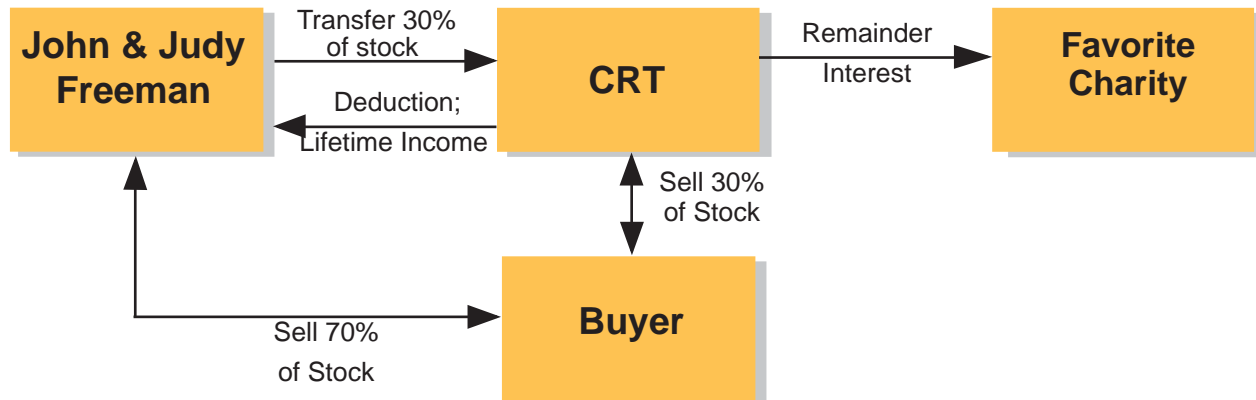 John & Judy
Freeman
Transfer 30%
of stock
Deduction;
Lifetime Income
CRT
Remainder
Interest
Favorite
Charity
Sell 30%
of Stock
Sell 70%
of Stock
Buyer